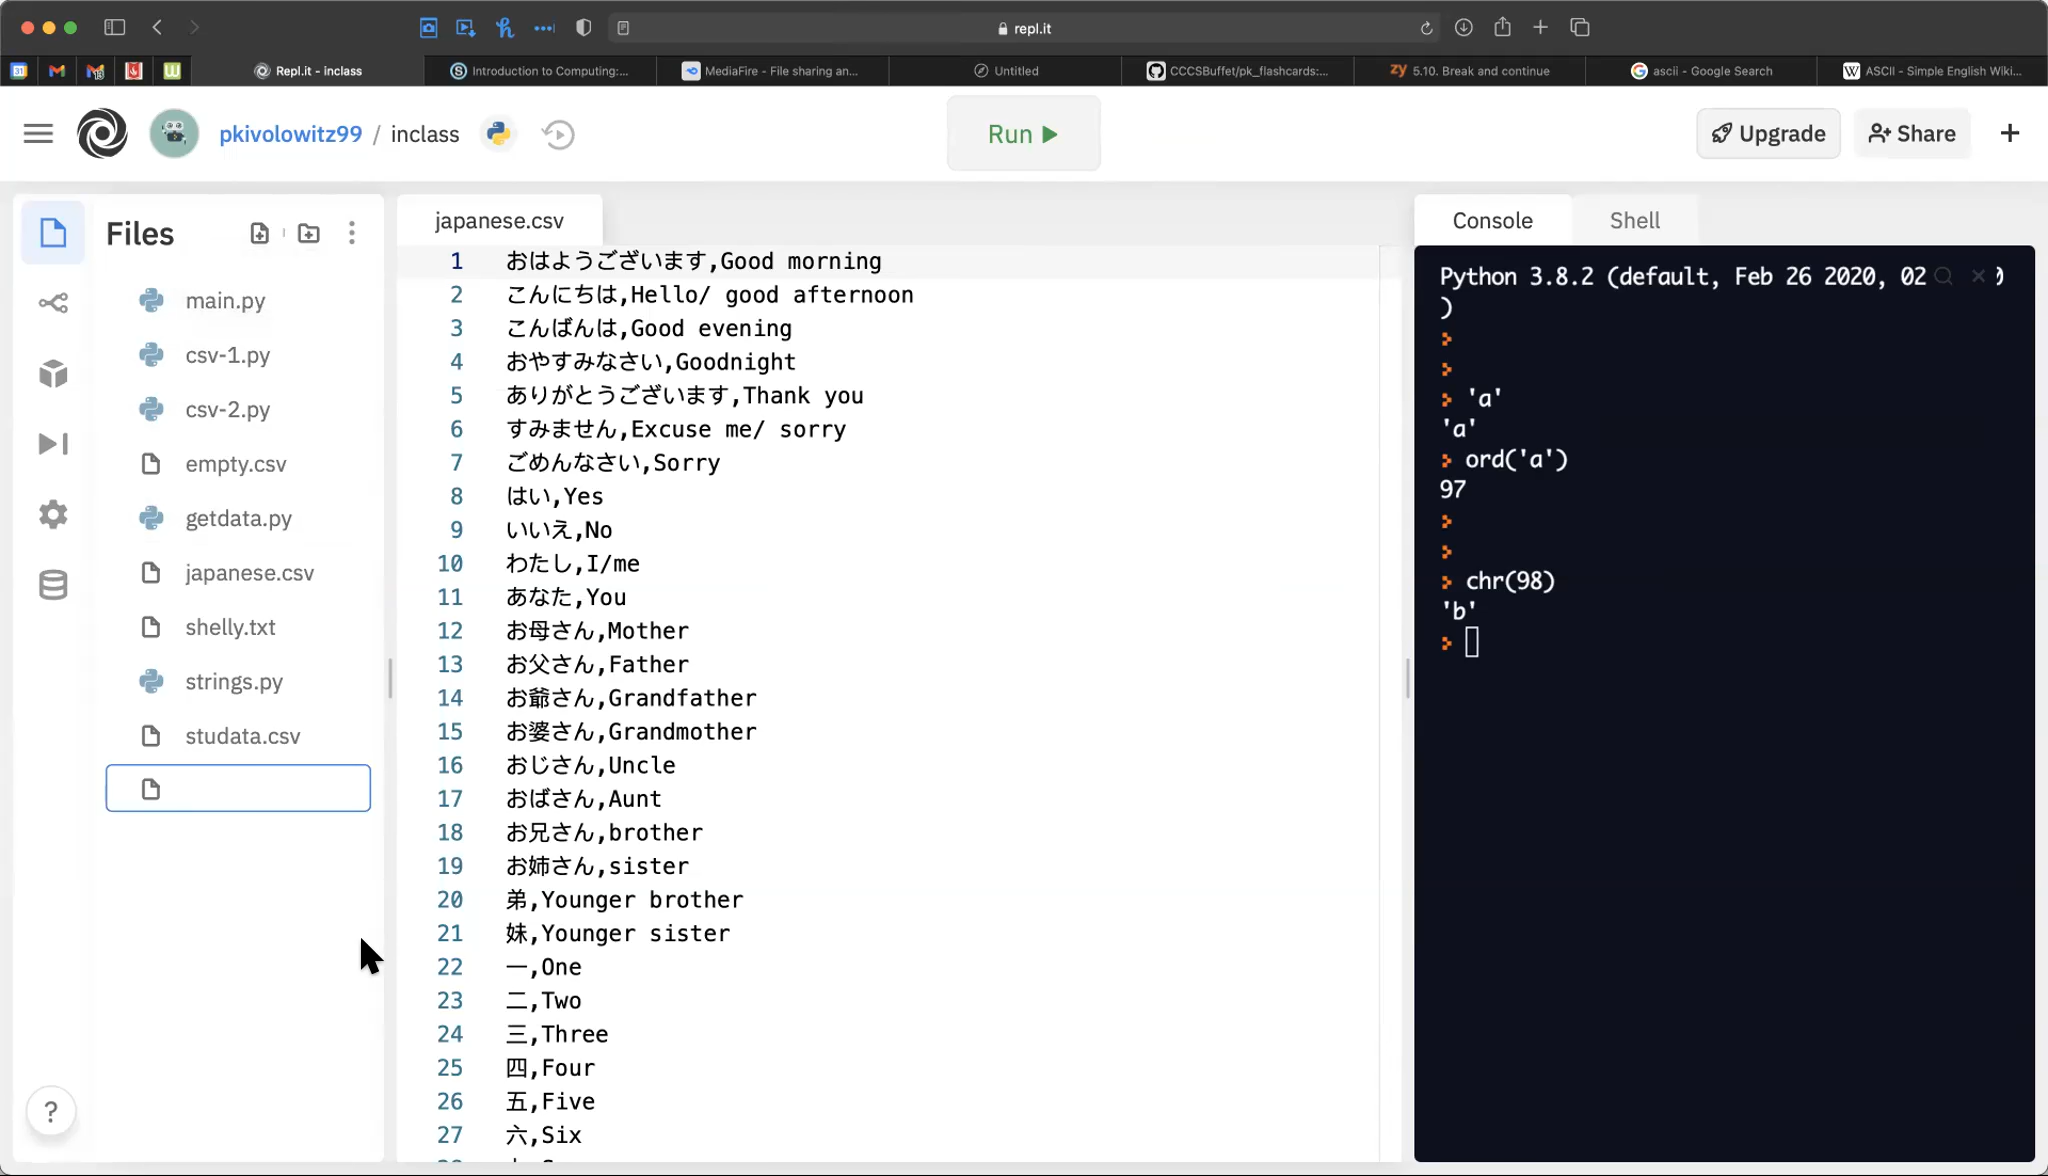 repl.it
Repl.it - inclass
Introduction to Computing:...
MediaFire - File sharing an...
Untitled
CCCSBuffet/pk_flashcards:...
zy 5.10. Break and continue
ascii - Google Search
W ASCII - Simple English Wiki...
pkivolowitz99 / inclass
Run
Upgrade
Share
Files
main.py
csv-1.py
csv-2.py
empty.csv
getdata.py
japanese.csv
shelly.txt
strings.py
studata.csv
japanese.csv
1 おはようございます,Good morning
2 こんにちは,Hello/ good afternoon
3 こんばんは,Good evening
4 おやすみなさい,Goodnight
5 ありがとうございます,Thank you
6 すみません,Excuse me/ sorry
7 ごめんなさい,Sorry
8 はい,Yes
9 いいえ,No
10 わたし,I/me
11 あなた,You
12 お母さん,Mother
13 お父さん,Father
14 お爺さん,Grandfather
15 お婆さん,Grandmother
16 おじさん,Uncle
17 おばさん,Aunt
18 お兄さん,brother
19 お姉さん,sister
20 弟,Younger brother
21 妹,Younger sister
22 一,One
23 二,Two
24 三,Three
25 四,Four
26 五,Five
27 六,Six
Console
Shell
Python 3.8.2 (default, Feb 26 2020, 02
)
> 
> 
> 'a'
'a'
> ord('a')
97
> 
> 
> chr(98)
'b'
> 
?